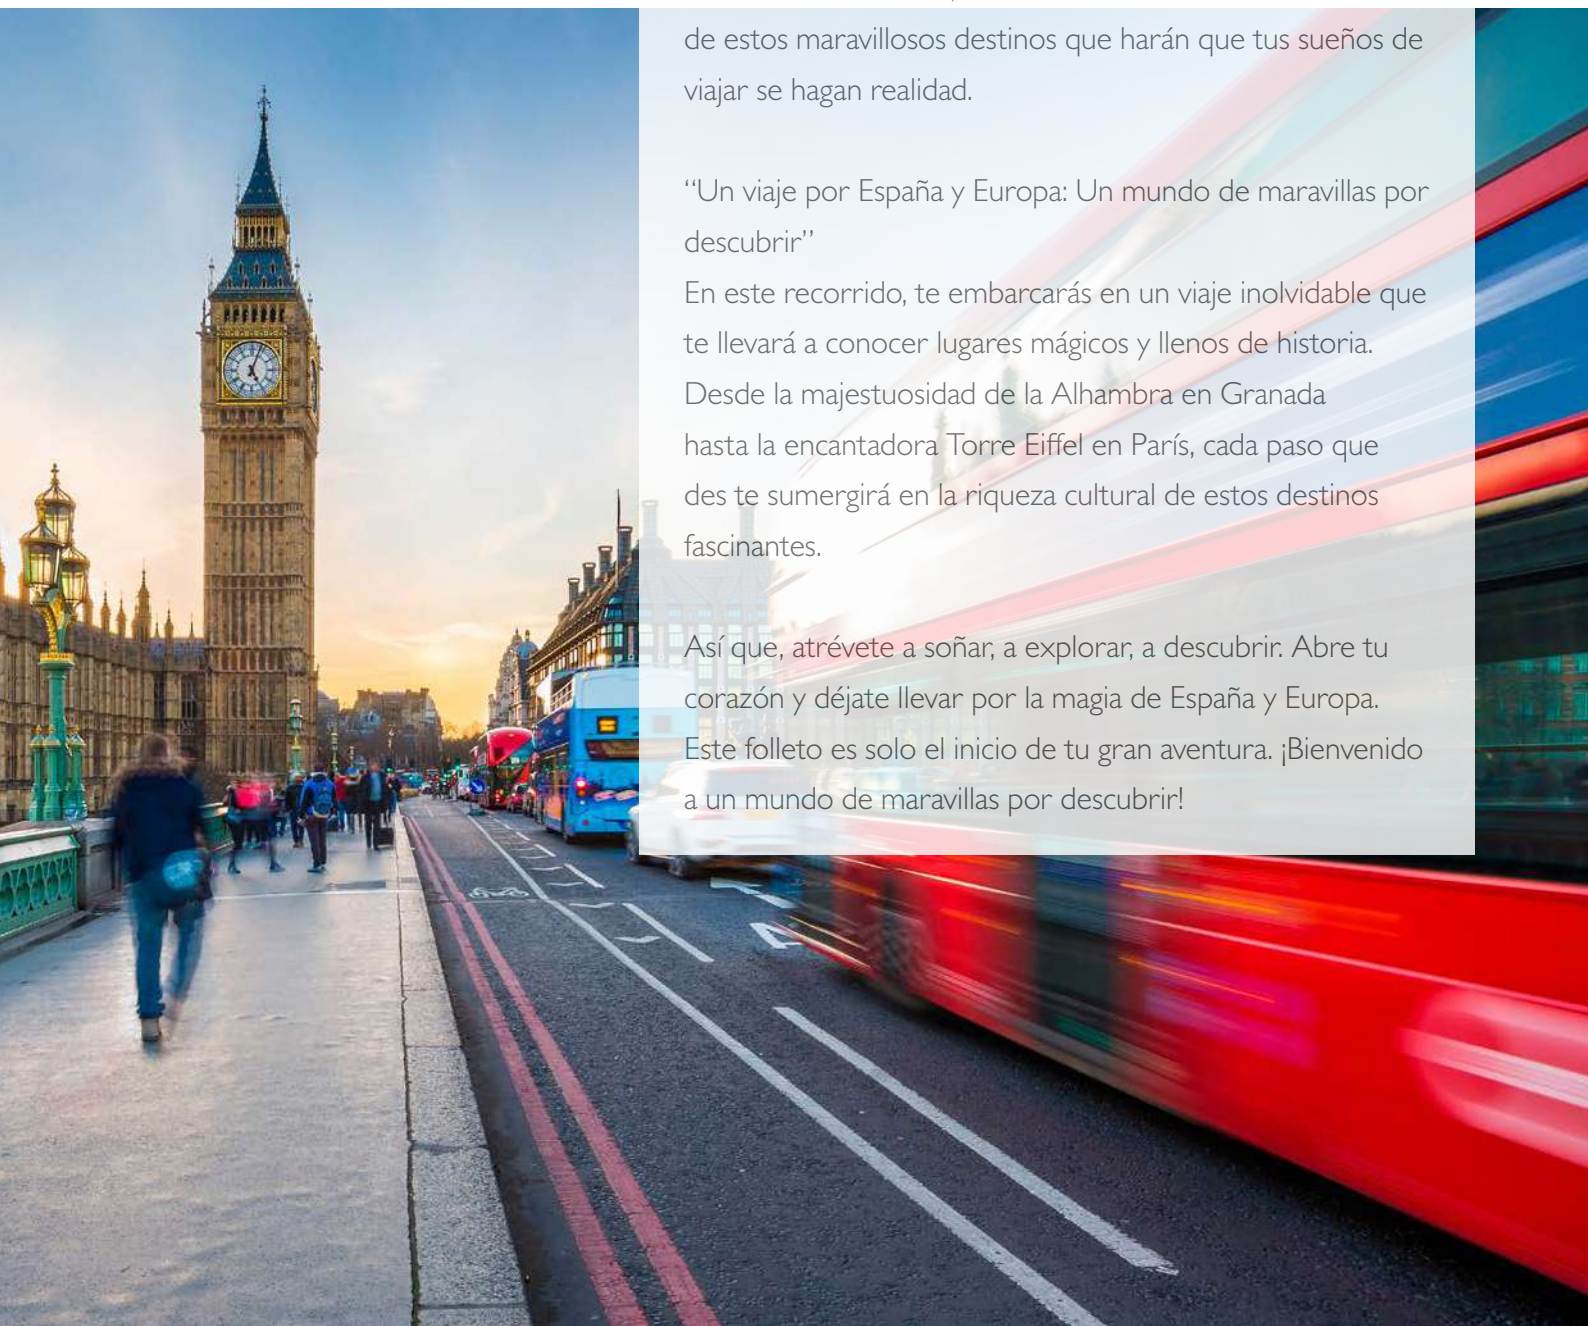 de estos maravillosos destinos que harán que tus sueños de
viajar se hagan realidad.
“Un viaje por España y Europa: Un mundo de maravillas por
descubrir”
En este recorrido, te embarcarás en un viaje inolvidable que
te llevará a conocer lugares mágicos y llenos de historia.
Desde la majestuosidad de la Alhambra en Granada
hasta la encantadora Torre Eiffel en París, cada paso que
des te sumergirá en la riqueza cultural de estos destinos
fascinantes.
Así que, atrévete a soñar, a explorar, a descubrir. Abre tu
corazón y déjate llevar por la magia de España y Europa.
Este folleto es solo el inicio de tu gran aventura. ¡Bienvenido
a un mundo de maravillas por descubrir!